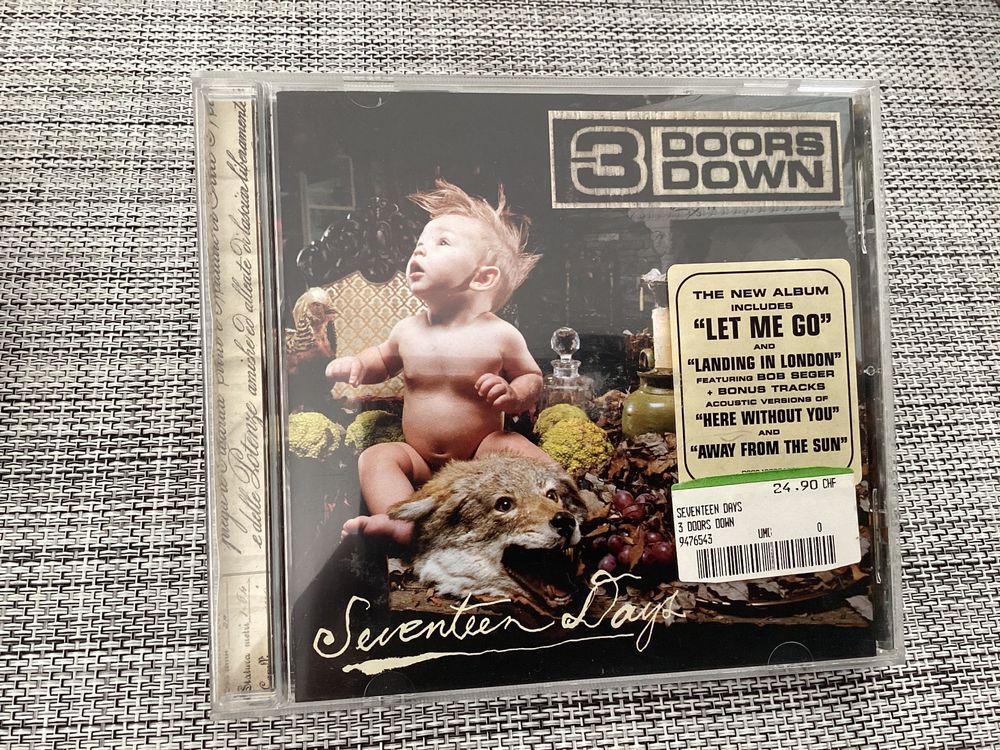 3 DOORS
DOWN
THE NEW ALBUM
INCLUDES
"LET ME GO"
AND
"LANDING IN LONDON"
FEATURING BOB SEGER
+ BONUS TRACKS
ACOUSTIC VERSIONS OF
"HERE WITHOUT YOU"
AND
"AWAY FROM THE SUN"
24.90 CHF
SEVENTEEN DAYS
3 DOORS DOWN
UMC 0
9476543
Seventeen Days